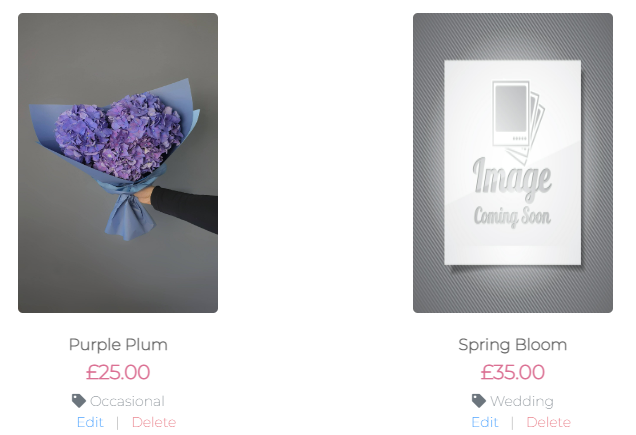 Image
Coming Soon
Purple Plum
£25.00
Occasional
Edit | Delete
Spring Bloom
£35.00
Wedding
Edit | Delete